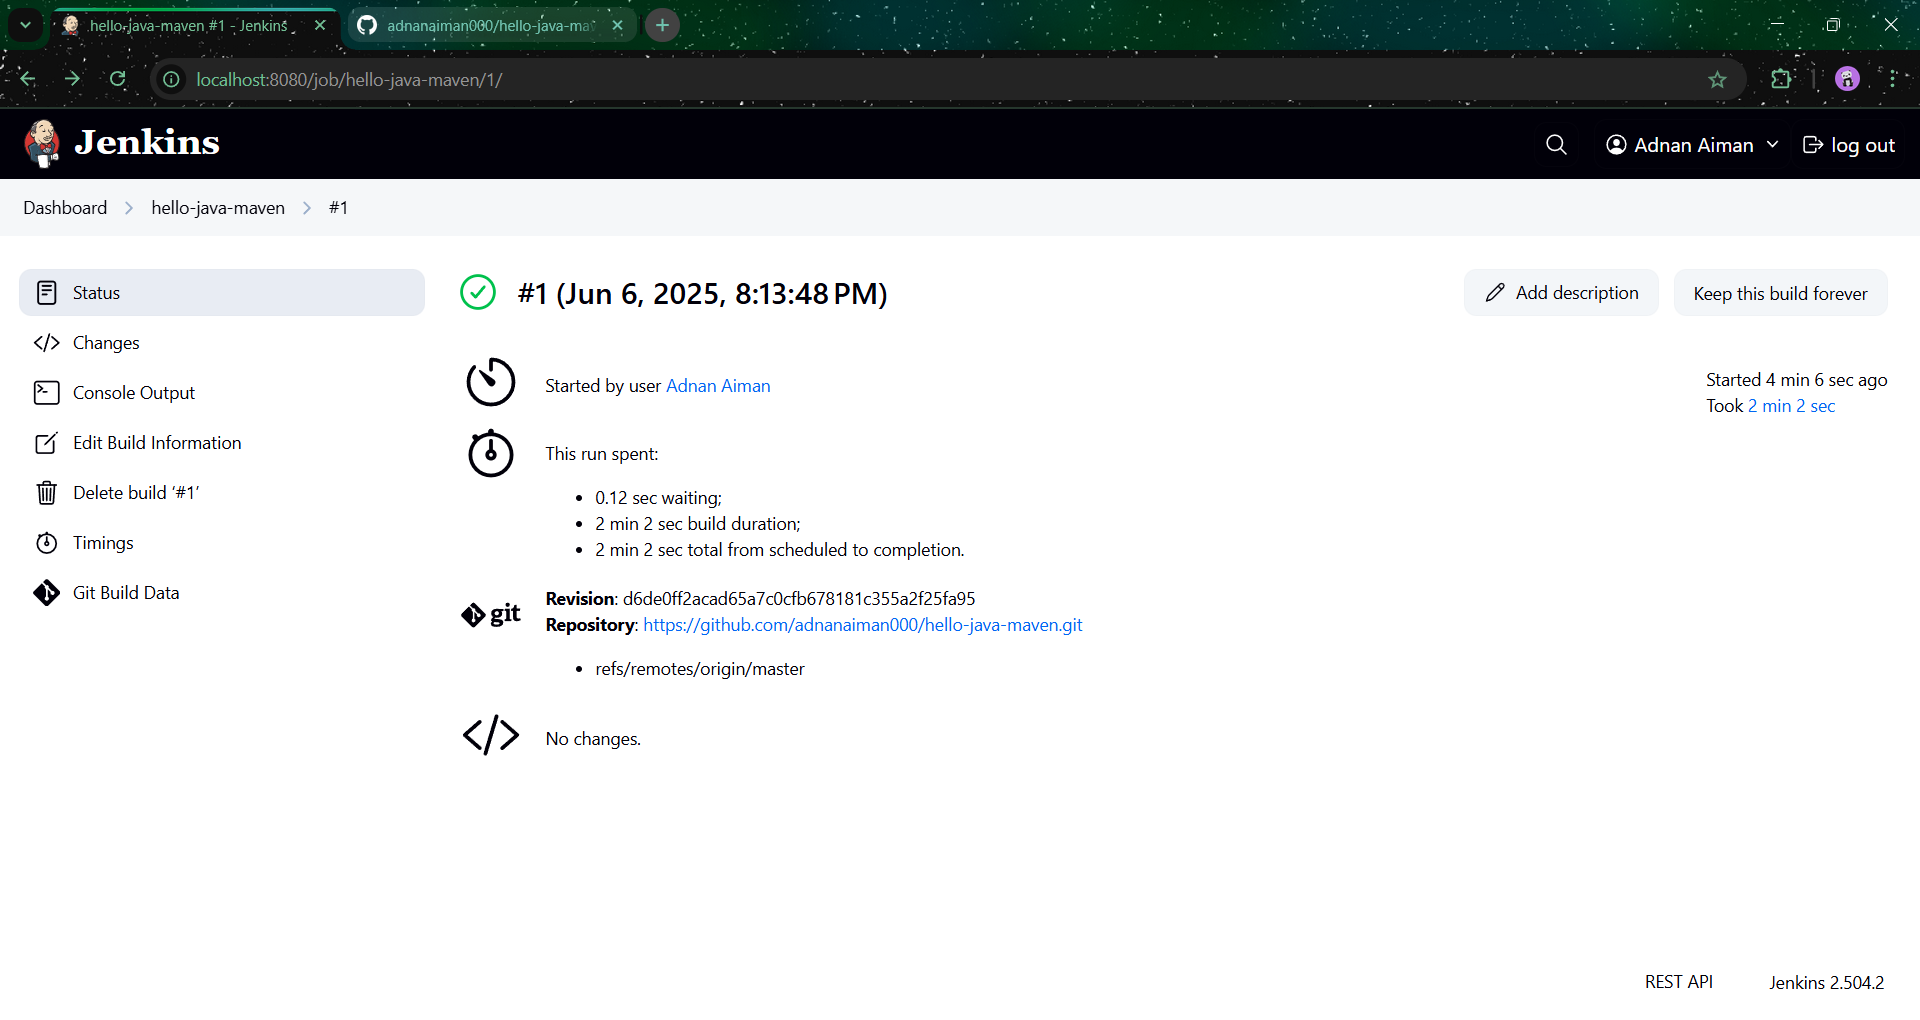 hello-java-maven #1 - Jenkins
adnanaiman000/hello-java-ma
localhost:8080/job/hello-java-maven/1/
Jenkins
Adnan Aiman
log out
Dashboard
hello-java-maven
#1
Status
Changes
Console Output
Edit Build Information
Delete build ‘#1’
Timings
Git Build Data
#1 (Jun 6, 2025, 8:13:48 PM)
Add description
Keep this build forever
Started by user Adnan Aiman
Started 4 min 6 sec ago
Took 2 min 2 sec
This run spent:
0.12 sec waiting;
2 min 2 sec build duration;
2 min 2 sec total from scheduled to completion.
git
Revision: d6de0ff2acad65a7c0cfb678181c355a2f25fa95
Repository: https://github.com/adnanaiman000/hello-java-maven.git
refs/remotes/origin/master
No changes.
REST API
Jenkins 2.504.2